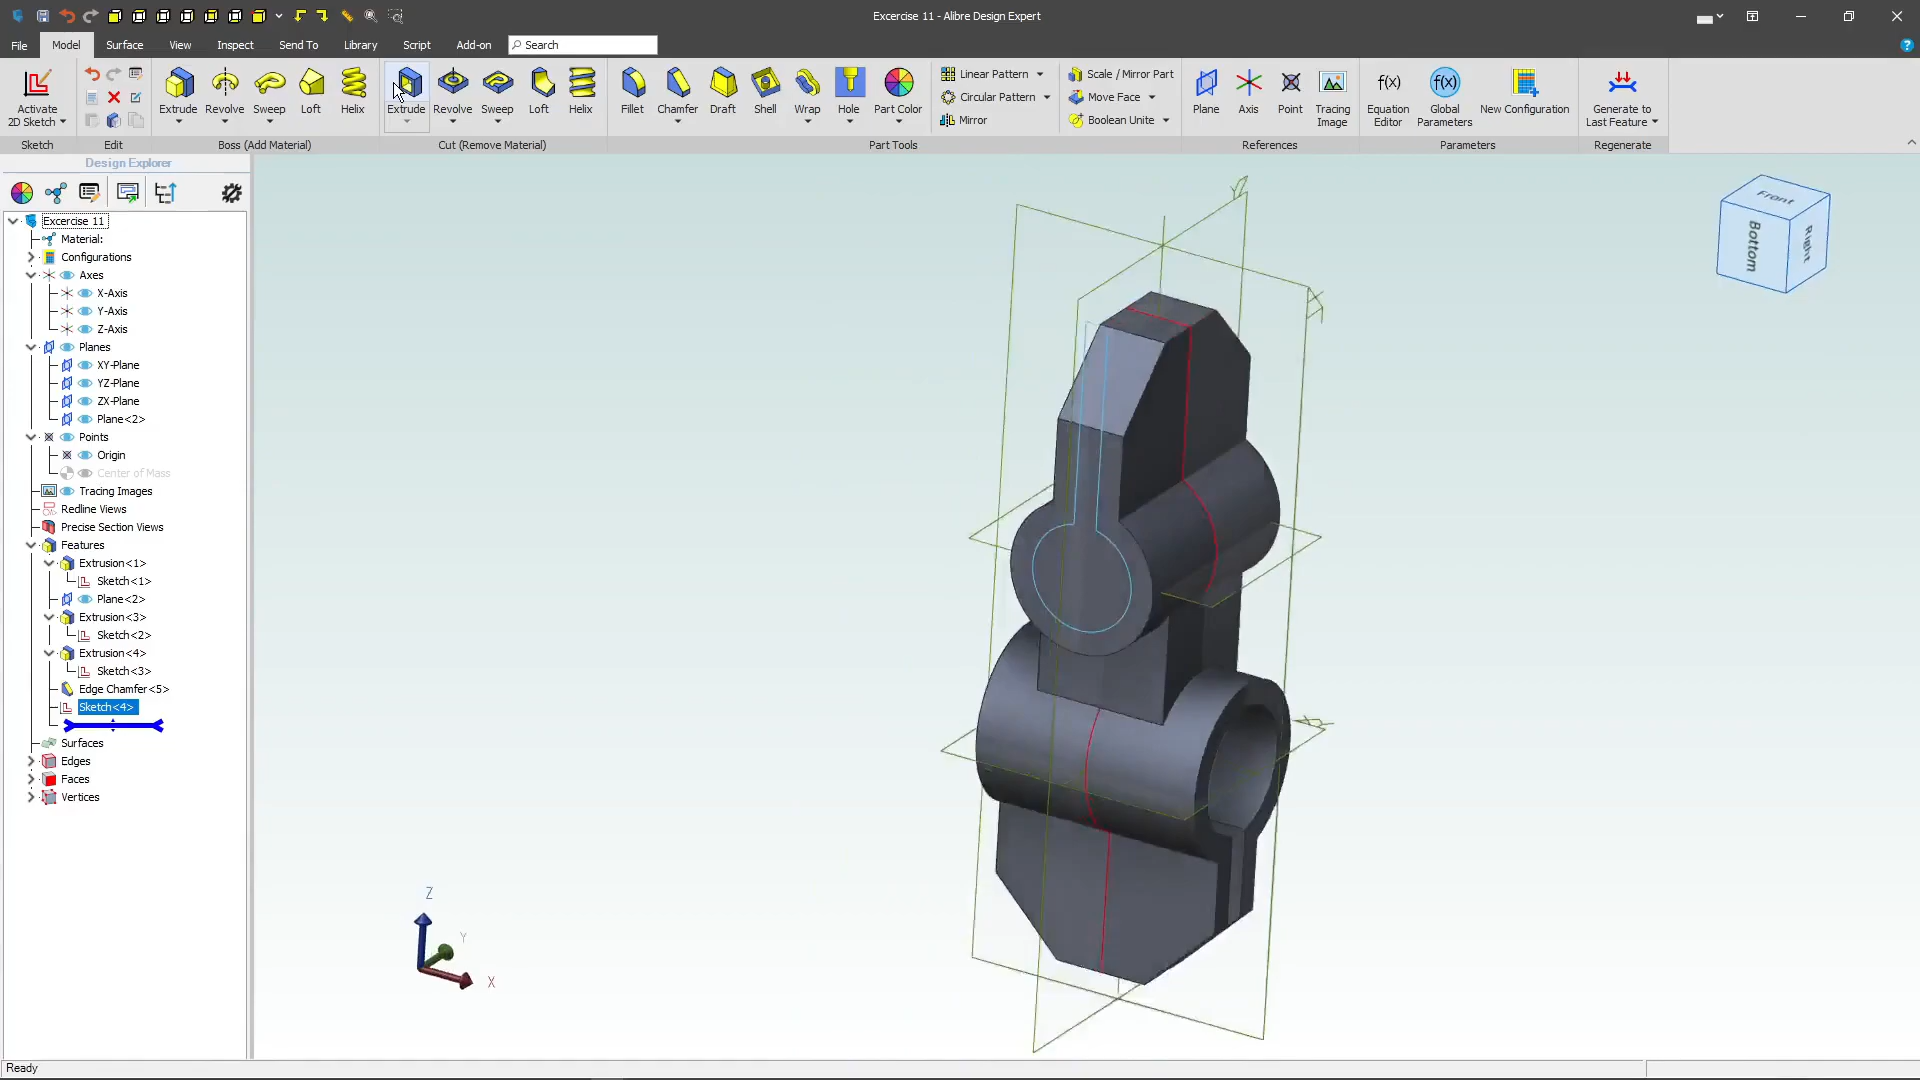 Excercise 11 - Alibre Design Expert
File Model Surface View Inspect Send To Library Script Add-on Search
Activate
2D Sketch
Extrude Revolve Sweep Loft Helix
Extrude Revolve Sweep Loft Helix
Fillet Chamfer Draft Shell Wrap Hole Part Color
Linear Pattern
Circular Pattern
Mirror
Scale / Mirror Part
Move Face
Boolean Unite
Plane Axis Point Tracing
Image
f(x) Equation
Editor
f(x) Global
Parameters
New Configuration
Generate to
Last Feature
Sketch Edit Boss (Add Material) Cut (Remove Material) Part Tools References Parameters Regenerate
Design Explorer
Excercise 11
Material:
Configurations
Axes
X-Axis
Y-Axis
Z-Axis
Planes
XY-Plane
YZ-Plane
ZX-Plane
Plane<2>
Points
Origin
Center of Mass
Tracing Images
Redline Views
Precise Section Views
Features
Extrusion<1>
Sketch<1>
Plane<2>
Extrusion<3>
Sketch<2>
Extrusion<4>
Sketch<3>
Edge Chamfer<5>
Sketch<4>
Surfaces
Edges
Faces
Vertices
Front
Bottom
Right
Z
Y
X
Ready